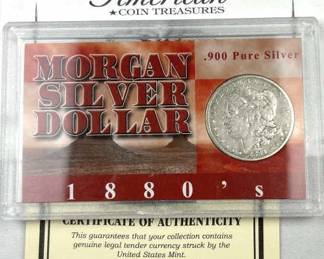 American
★COIN TREASURES
MORGAN
SILVER
DOLLAR
.900 Pure Silver
1880's
CERTIFICATE OF AUTHENTICITY
This guarantees that your collection contains
genuine legal tender currency struck by the
United States Mint.